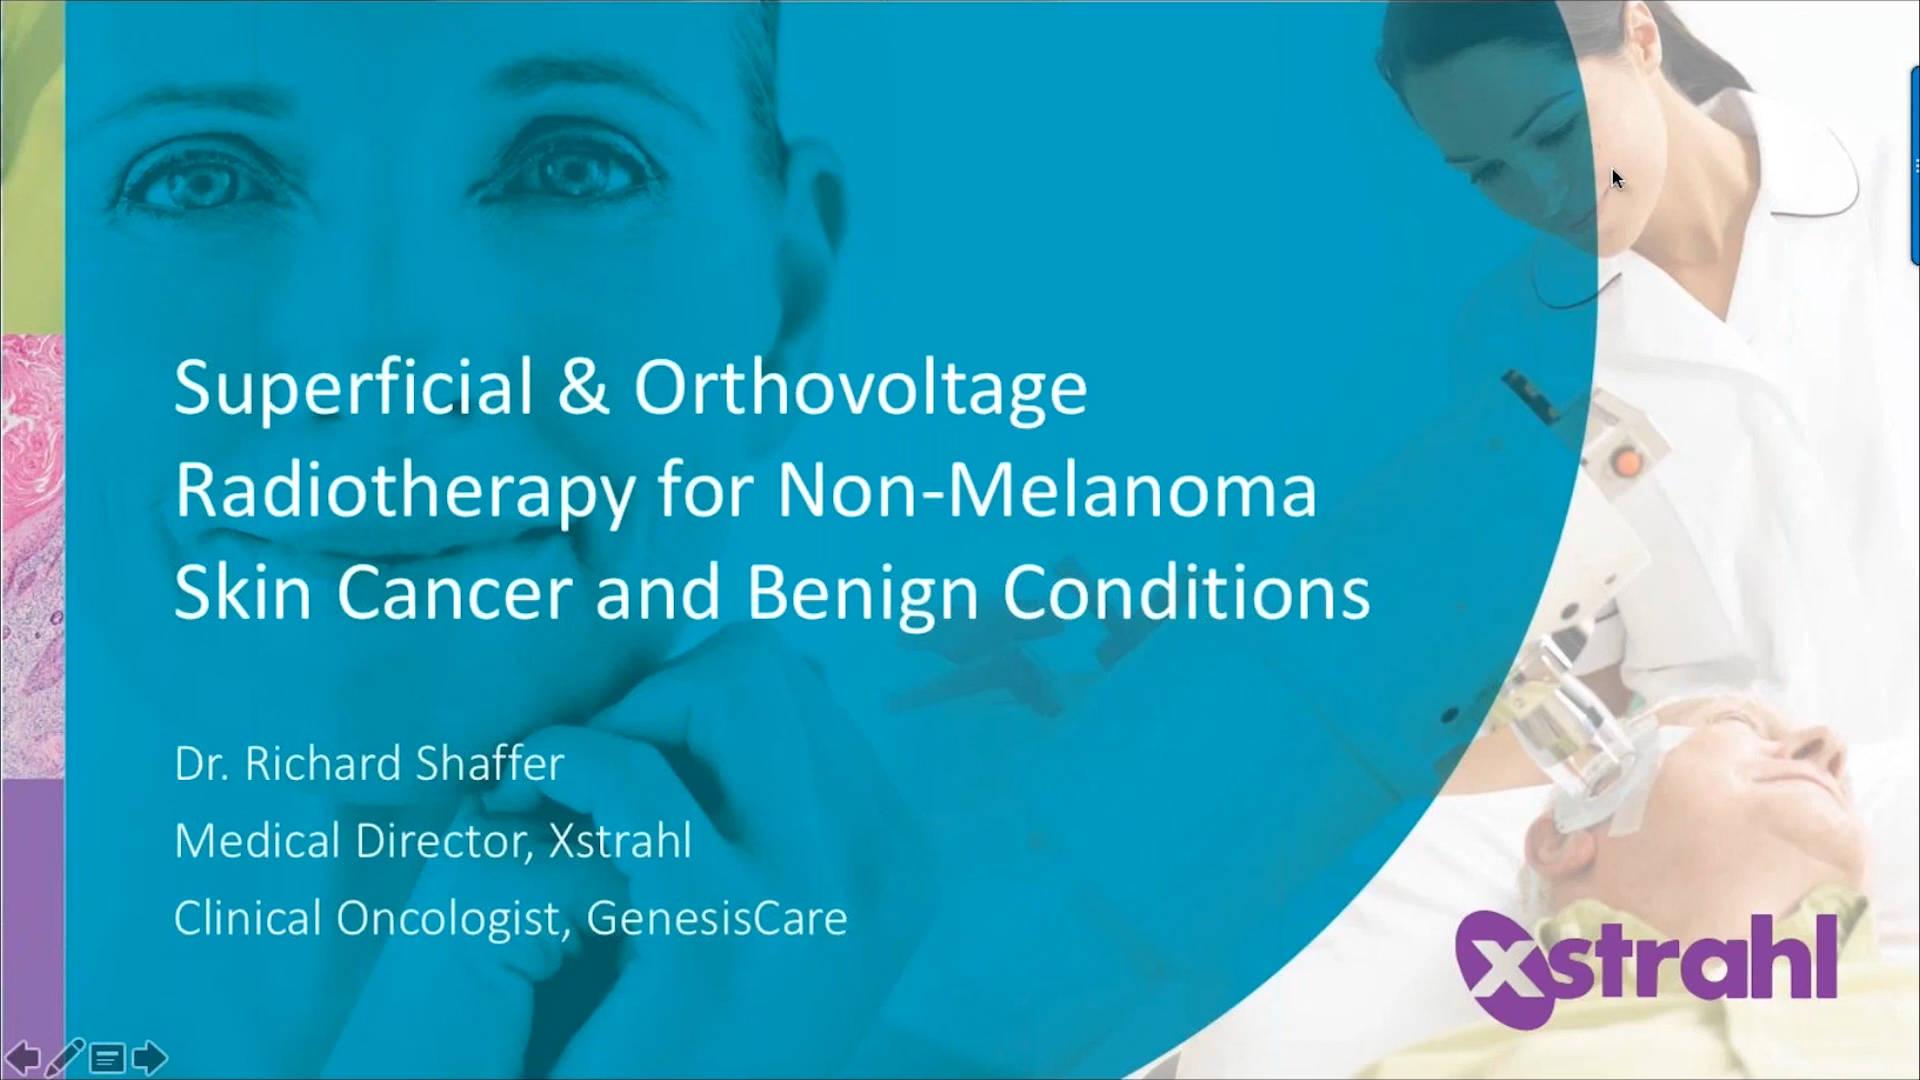 Superficial & Orthovoltage
Radiotherapy for Non-Melanoma
Skin Cancer and Benign Conditions
Dr. Richard Shaffer
Medical Director, Xstrahl
Clinical Oncologist, GenesisCare
xstrahl